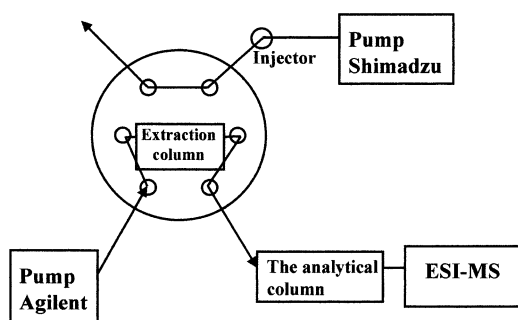 Injector
Pump
Shimadzu
Extraction
column
Pump
Agilent
The analytical
column
ESI-MS